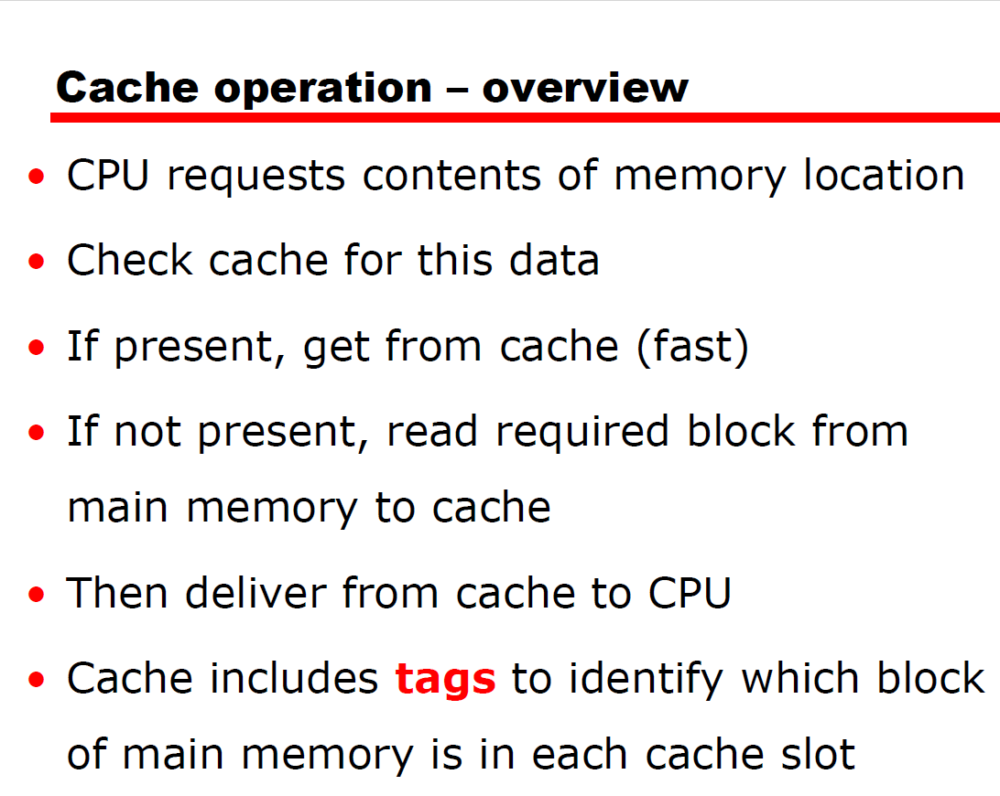 Cache operation – overview
• CPU requests contents of memory location
• Check cache for this data
• If present, get from cache (fast)
• If not present, read required block from
main memory to cache
• Then deliver from cache to CPU
• Cache includes tags to identify which block
of main memory is in each cache slot